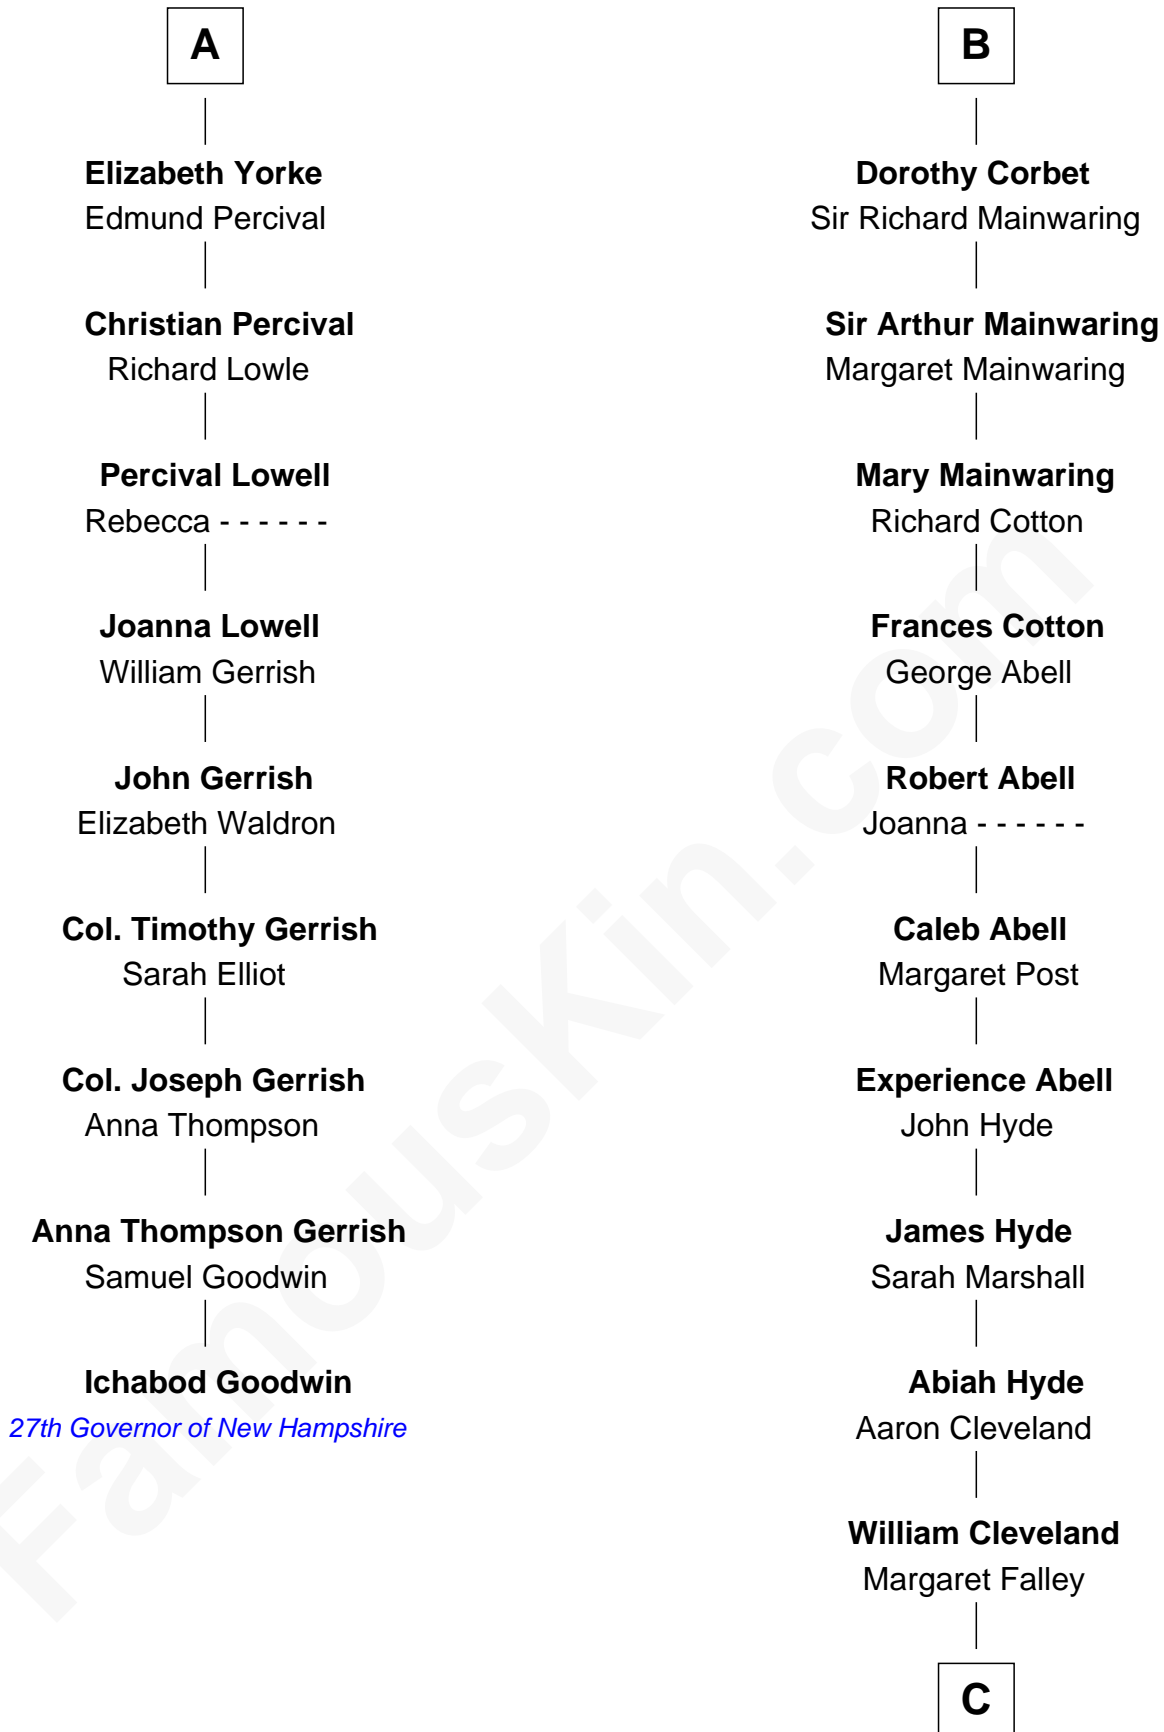 A
Elizabeth Yorke
Edmund Percival
Christian Percival
Richard Lowle
Percival Lowell
Rebecca - - - - - -
Joanna Lowell
William Gerrish
John Gerrish
Elizabeth Waldron
Col. Timothy Gerrish
Sarah Elliot
Col. Joseph Gerrish
Anna Thompson
Anna Thompson Gerrish
Samuel Goodwin
Ichabod Goodwin
27th Governor of New Hampshire
B
Dorothy Corbet
Sir Richard Mainwaring
Sir Arthur Mainwaring
Margaret Mainwaring
Mary Mainwaring
Richard Cotton
Frances Cotton
George Abell
Robert Abell
Joanna - - - - - -
Caleb Abell
Margaret Post
Experience Abell
John Hyde
James Hyde
Sarah Marshall
Abiah Hyde
Aaron Cleveland
William Cleveland
Margaret Falley
C
FamousKin.com